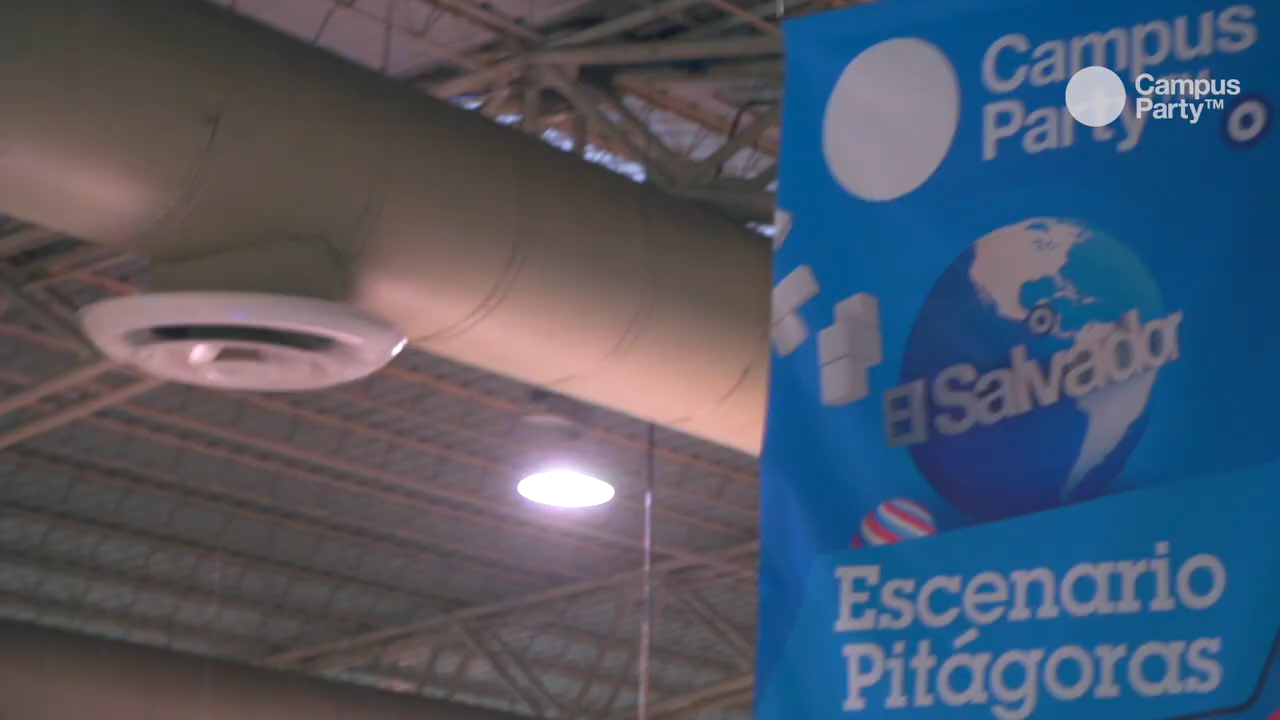 Campus
Party
Campus
Party™
El Salvador
Escenario
Pitágoras